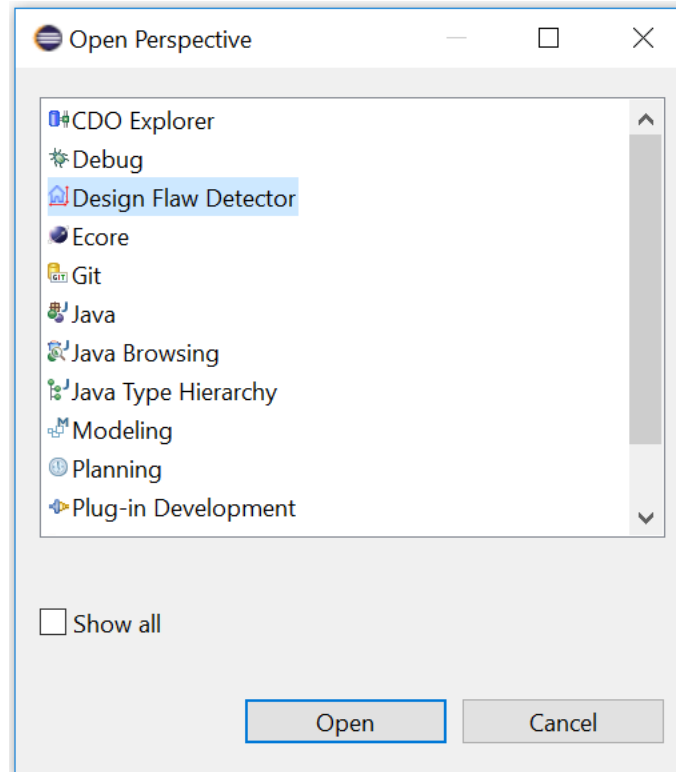 Open Perspective
CDO Explorer
Debug
Design Flaw Detector
Ecore
Git
Java
Java Browsing
Java Type Hierarchy
Modeling
Planning
Plug-in Development
Show all
Open Cancel